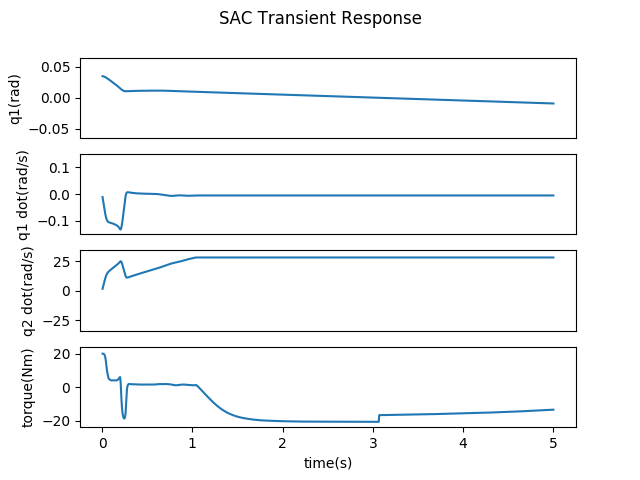 SAC Transient Response
q1(rad)
0.05
0.00
−0.05
q1 dot(rad/s)
0.1
0.0
−0.1
q2 dot(rad/s)
25
0
−25
torque(Nm)
20
0
−20
0 1 2 3 4 5
time(s)